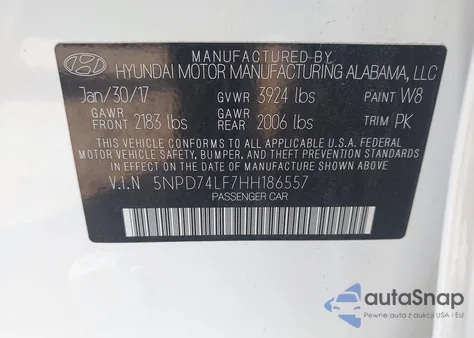 MANUFACTURED BY
HYUNDAI MOTOR MANUFACTURING ALABAMA, LLC
Jan/30/17 GVWR 3924 lbs PAINT W8
GAWR FRONT 2183 lbs GAWR REAR 2006 lbs TRIM PK
THIS VEHICLE CONFORMS TO ALL APPLICABLE U.S.A. FEDERAL
MOTOR VEHICLE SAFETY, BUMPER, AND THEFT PREVENTION STANDARDS
IN EFFECT ON THE DATE OF MANUFACTURE SHOWN ABOVE.
V.I.N 5NPD74LF7HH186557
PASSENGER CAR
autoSnap
Pewne auta z aukcji USA i EU